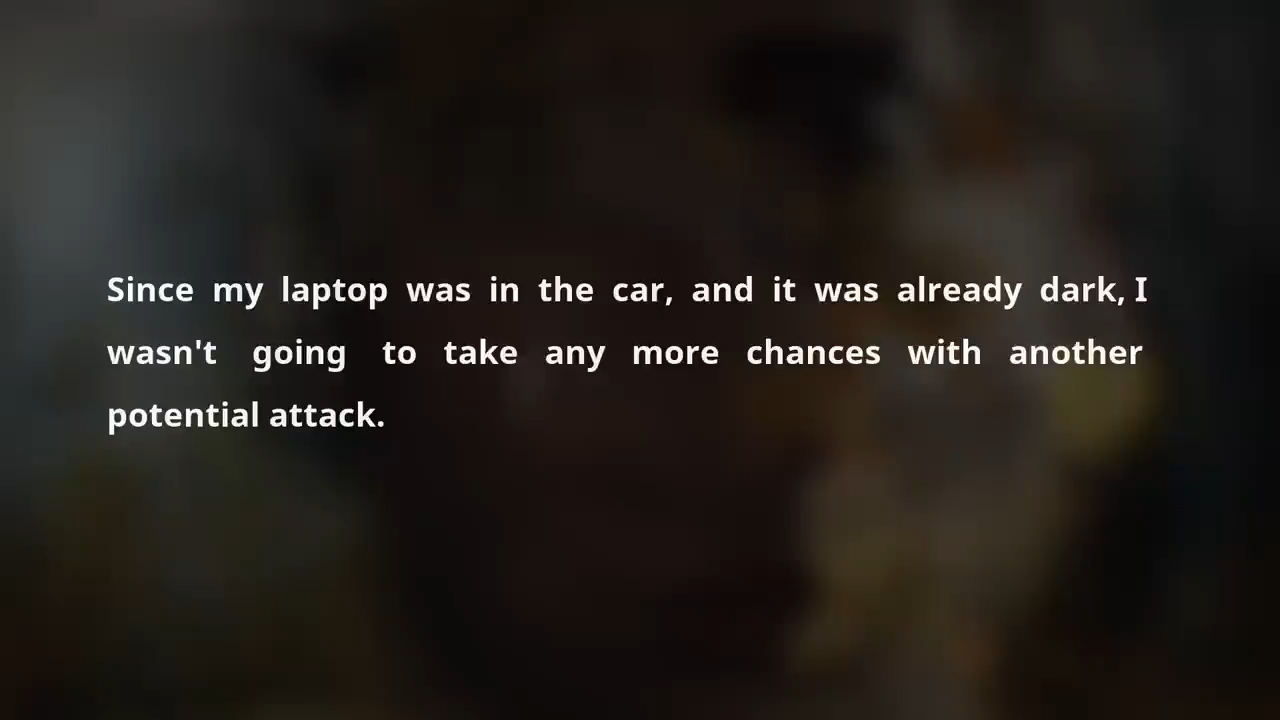 Since my laptop was in the car, and it was already dark, I
wasn't going to take any more chances with another
potential attack.